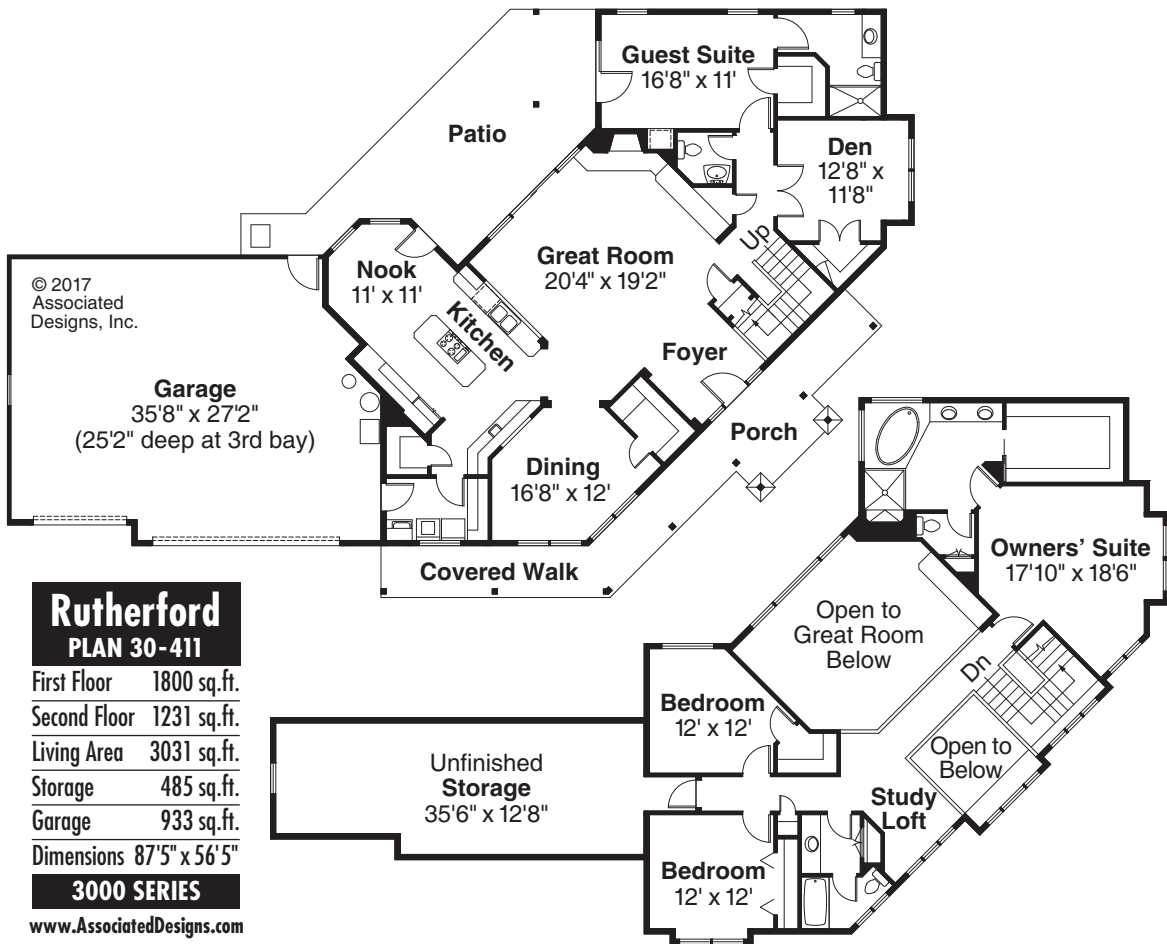 Guest Suite
16'8" x 11'
Patio
Den
12'8" x
11'8"
Up
Great Room
20'4" x 19'2"
Nook
11' x 11'
Kitchen
© 2017
Associated
Designs, Inc.
Foyer
Garage
35'8" x 27'2"
(25'2" deep at 3rd bay)
Porch
Dining
16'8" x 12'
Covered Walk
Owners' Suite
17'10" x 18'6"
Open to
Great Room
Below
Dn
Bedroom
12' x 12'
Open to
Below
Unfinished
Storage
35'6" x 12'8"
Study
Loft
Bedroom
12' x 12'
Rutherford
PLAN 30-411
First Floor 1800 sq.ft.
Second Floor 1231 sq.ft.
Living Area 3031 sq.ft.
Storage 485 sq.ft.
Garage 933 sq.ft.
Dimensions 87'5" x 56'5"
3000 SERIES
www.AssociatedDesigns.com